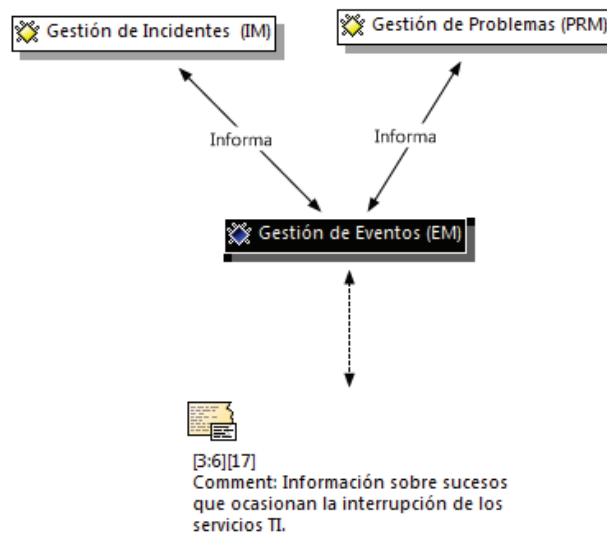 Gestión de Incidentes (IM)
Gestión de Problemas (PRM)
Informa
Informa
Gestión de Eventos (EM)
[3:6][17]
Comment: Información sobre sucesos
que ocasionan la interrupción de los
servicios TI.